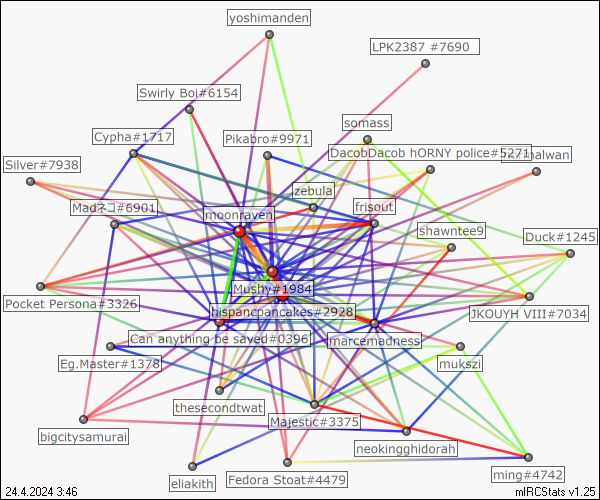 yoshimanden
LPK2387 #7690
Swirly Boi#6154
somass
Cypha#1717
Pikabro#9971
DacobDacob hORNY police#5271
malwan
Silver#7938
zebula
Madネコ#6901
moonraven
frisout
shawntee9
Duck#1245
Mushy#1984
Pocket Persona#3326
hispancpancakes#2928
JKOUYH VIII#7034
Can anything be saved#0396
marcemadness
Eg.Master#1378
mukszi
thesecondtwat
Majestic#3375
bigcitysamurai
neokingghidorah
eliakith
Fedora Stoat#4479
ming#4742
24.4.2024 3:46
mIRCStats v1.25